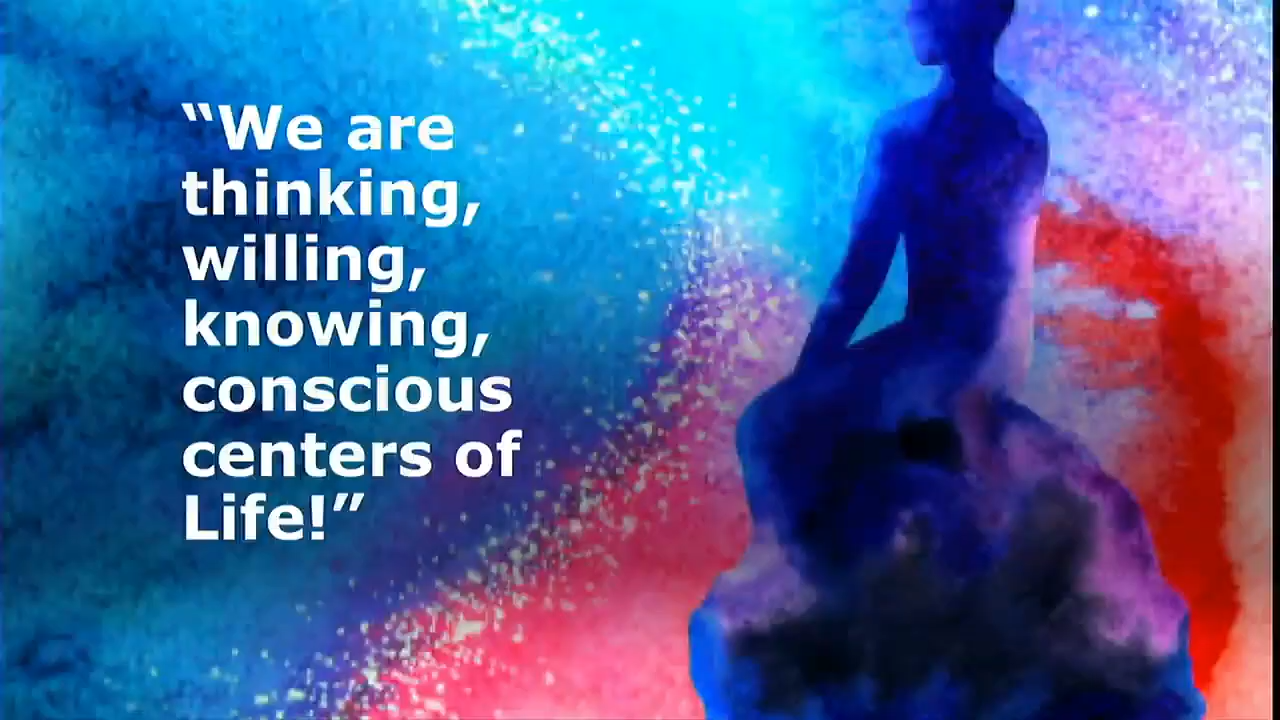 “We are
thinking,
willing,
knowing,
conscious
centers of
Life!”